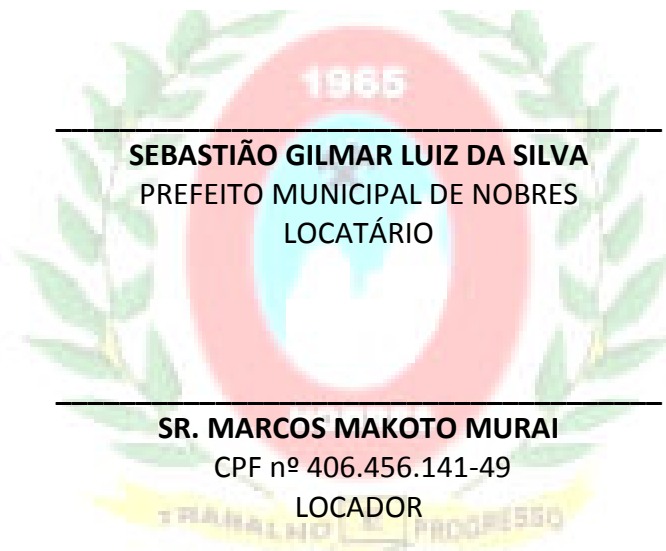 1965
SEBASTIÃO GILMAR LUIZ DA SILVA
PREFEITO MUNICIPAL DE NOBRES
LOCATÁRIO
SR. MARCOS MAKOTO MURAI
CPF nº 406.456.141-49
LOCADOR
TRABALHO E PROGRESSO